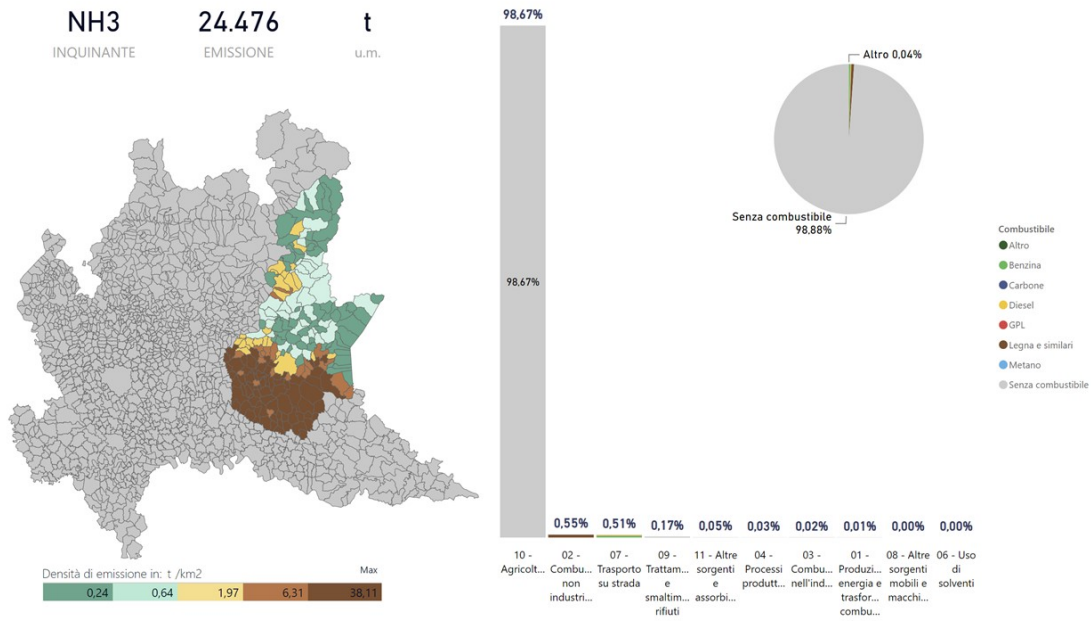 NH3
24.476
t
INQUINANTE
EMISSIONE
u.m.
98,67%
98,67%
Altro 0,04%
Senza combustibile
98,88%
Combustibile
Altro
Benzina
Carbone
Diesel
GPL
Legna e similari
Metano
Senza combustibile
0,55%
0,51%
0,17%
0,05%
0,03%
0,02%
0,01%
0,00%
0,00%
10 -
Agricolt...
02 -
Combu...
non
industri...
07 -
Trasporto
su strada
09 -
Trattam...
e
smaltim...
rifiuti
11 - Altre
sorgenti
e
assorbi...
04 -
Processi
produtt...
03 -
Combu...
nell'ind...
01 -
Produzi...
energia e
trasfor...
combu...
08 - Altre
sorgenti
mobili e
macchi...
06 - Uso
di
solventi
Densità di emissione in: t /km2
Max
0,24
0,64
1,97
6,31
38,11